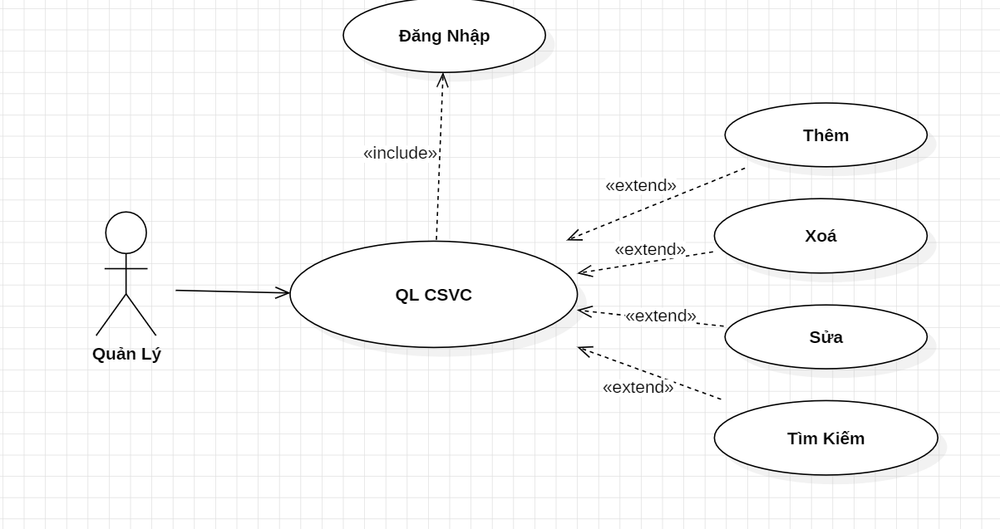 Đăng Nhập
«include»
Thêm
«extend»
Xoá
«extend»
QL CSVC
«extend»
Sửa
Quản Lý
«extend»
Tìm Kiếm